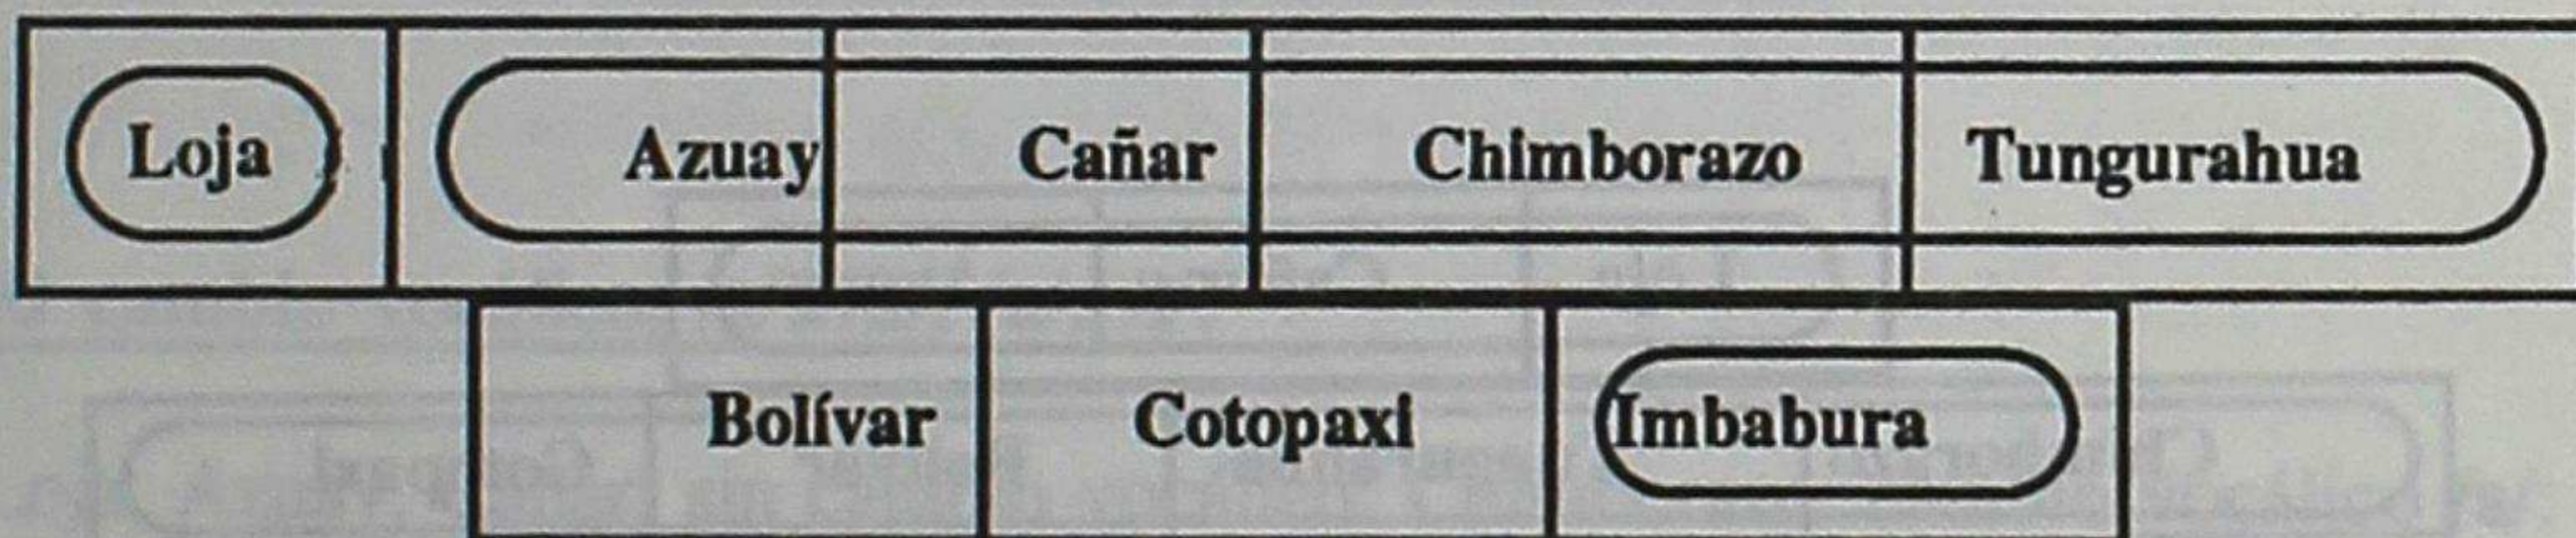 Loja Azuay Cañar Chimborazo Tungurahua
Bolívar Cotopaxi Imbabura